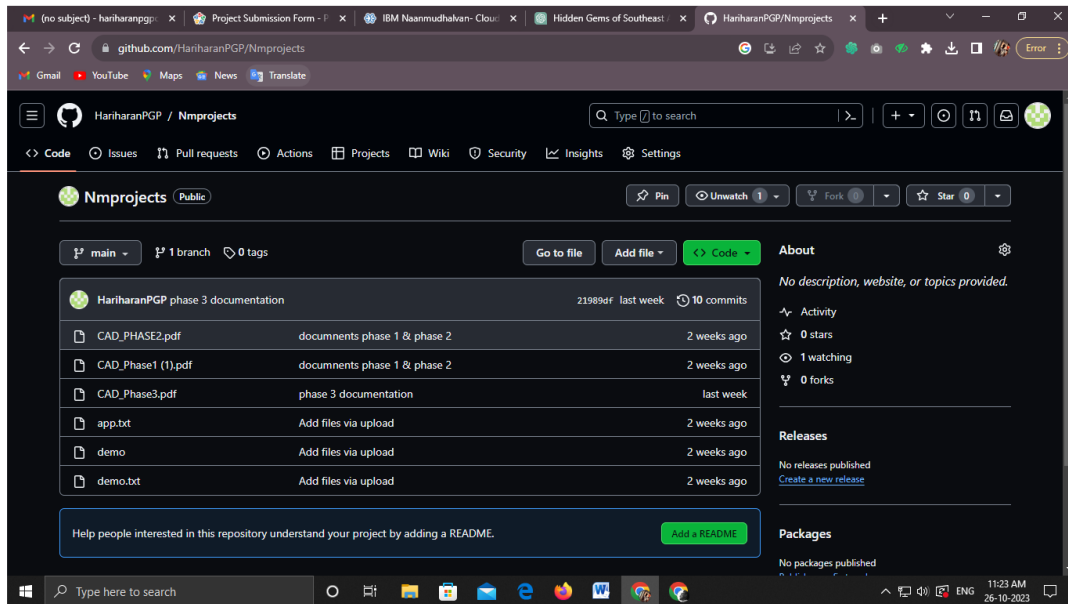 (no subject) - hariharanpgpc
Project Submission Form - P
IBM Naanmudhalvan- Cloud
Hidden Gems of Southeast A
HariharanPGP/Nmprojects
github.com/HariharanPGP/Nmprojects
Error
Gmail YouTube Maps News Translate
HariharanPGP / Nmprojects
Type / to search
Code Issues Pull requests Actions Projects Wiki Security Insights Settings
Nmprojects Public
Pin Unwatch 1 Fork 0 Star 0
main 1 branch 0 tags
Go to file Add file <> Code
HariharanPGP phase 3 documentation 21989df last week 10 commits
CAD_PHASE2.pdf documnents phase 1 & phase 2 2 weeks ago
CAD_Phase1 (1).pdf documnents phase 1 & phase 2 2 weeks ago
CAD_Phase3.pdf phase 3 documentation last week
app.txt Add files via upload 2 weeks ago
demo Add files via upload 2 weeks ago
demo.txt Add files via upload 2 weeks ago
Help people interested in this repository understand your project by adding a README. Add a README
About
No description, website, or topics provided.
Activity
0 stars
1 watching
0 forks
Releases
No releases published
Create a new release
Packages
No packages published
Type here to search
ENG
11:23 AM
26-10-2023